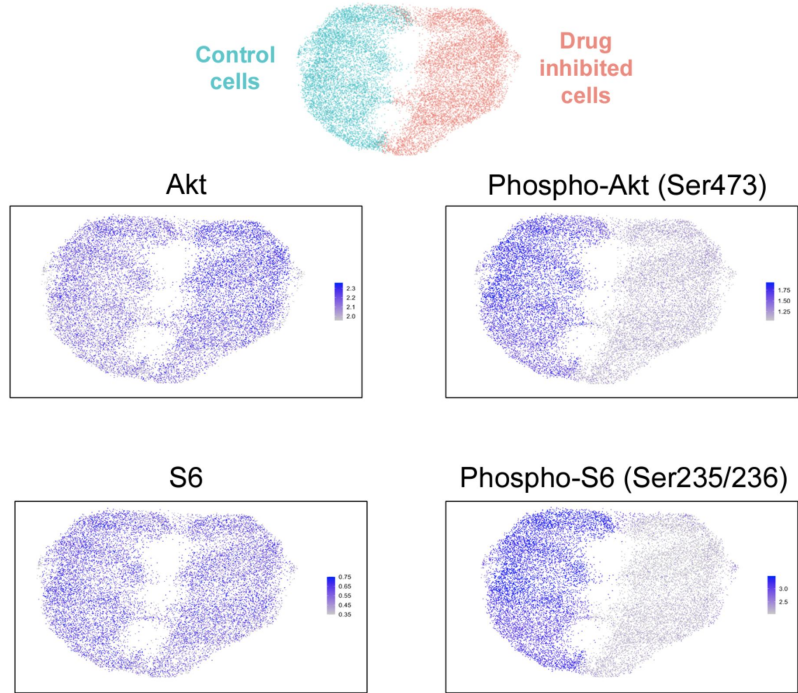 Control
cells
Drug
inhibited
cells
Akt
2.3
2.2
2.1
2.0
Phospho-Akt (Ser473)
1.75
1.50
1.25
S6
0.75
0.65
0.55
0.45
0.35
Phospho-S6 (Ser235/236)
3.0
2.5